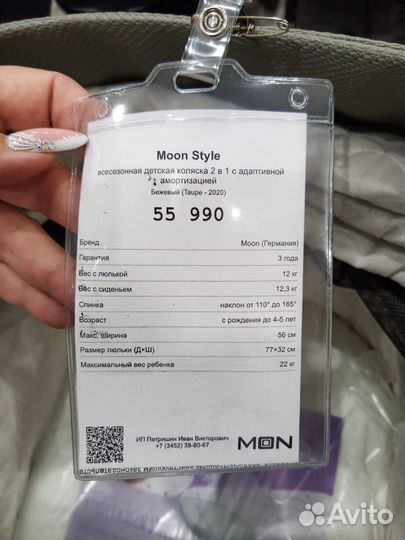 Moon Style
всесезонная детская коляска 2 в 1 с адаптивной
амортизацией
Бежевый (Taupe - 2020)
55 990
Бренд Moon (Германия)
Гарантия 3 года
Вес с люлькой 12 кг
Вес с сиденьем 12,3 кг
Спинка наклон от 110° до 165°
Возраст с рождения до 4-5 лет
Макс. ширина 56 см
Размер люльки (Д×Ш) 77×32 см
Максимальный вес ребенка 22 кг
ИП Петришин Иван Викторович
+7 (3452) 38-80-67
MOON
Avito